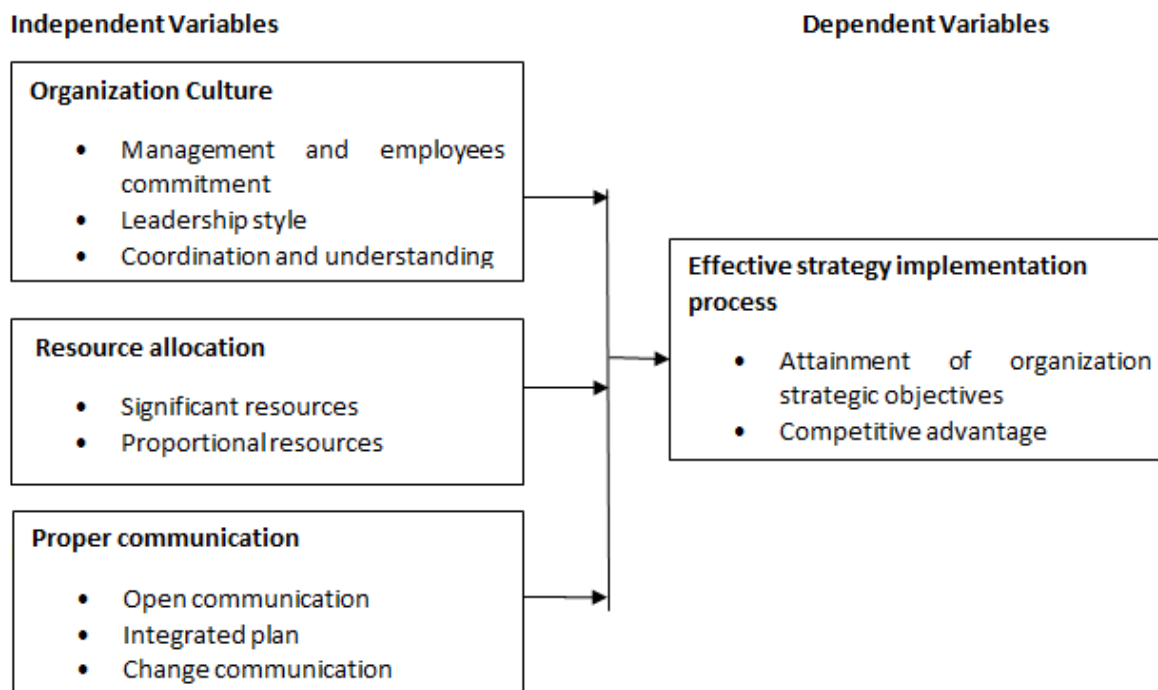 Independent Variables
Dependent Variables
Organization Culture
• Management and employees
commitment
• Leadership style
• Coordination and understanding
Resource allocation
• Significant resources
• Proportional resources
Proper communication
• Open communication
• Integrated plan
• Change communication
Effective strategy implementation
process
• Attainment of organization
strategic objectives
• Competitive advantage